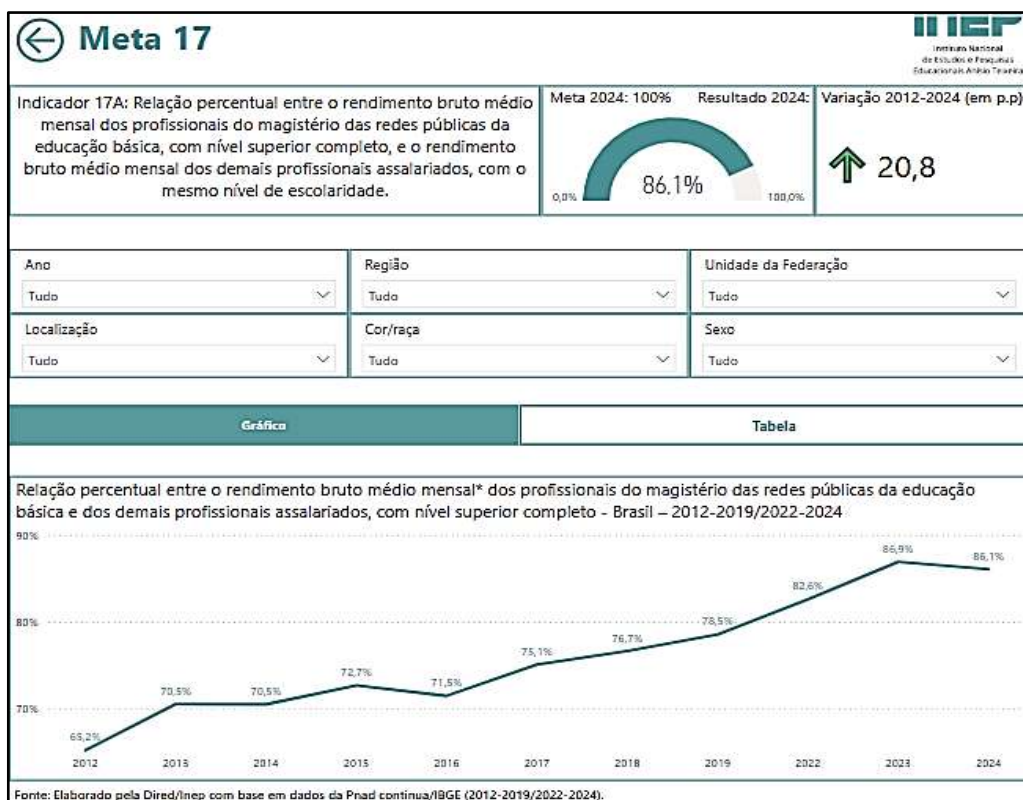 Meta 17
INEP
Instituto Nacional
de Estudos e Pesquisas
Educacionais Anísio Teixeira
Indicador 17A: Relação percentual entre o rendimento bruto médio
mensal dos profissionais do magistério das redes públicas da
educação básica, com nível superior completo, e o rendimento
bruto médio mensal dos demais profissionais assalariados, com o
mesmo nível de escolaridade.
Meta 2024: 100% Resultado 2024:
86,1%
0,0% 100,0%
Variação 2012-2024 (em p.p)
20,8
Ano
Tudo
Região
Tudo
Unidade da Federação
Tudo
Localização
Tudo
Cor/raça
Tudo
Sexo
Tudo
Gráfico
Tabela
Relação percentual entre o rendimento bruto médio mensal* dos profissionais do magistério das redes públicas da educação
básica e dos demais profissionais assalariados, com nível superior completo - Brasil – 2012-2019/2022-2024
90%
80%
70%
65,2% 70,5% 70,5% 72,7% 71,5% 75,1% 76,7% 78,5% 82,6% 86,9% 86,1%
2012 2013 2014 2015 2016 2017 2018 2019 2022 2023 2024
Fonte: Elaborado pela Dired/Inep com base em dados da Pnad contínua/IBGE (2012-2019/2022-2024).